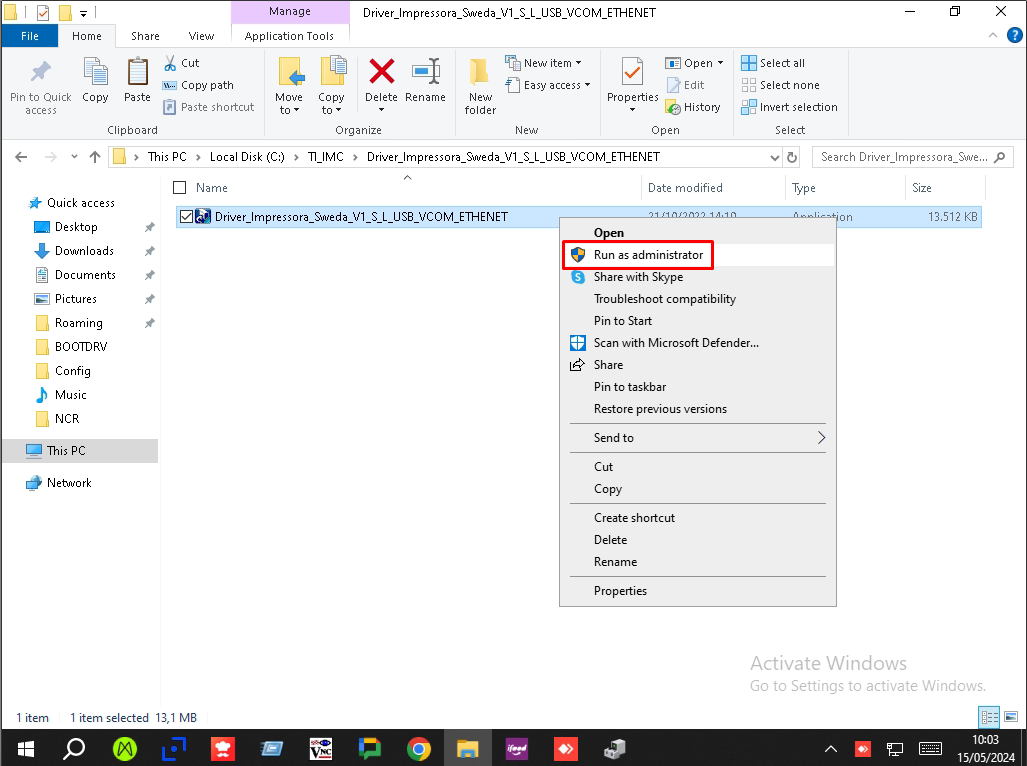 Manage
Driver_Impressora_Sweda_V1_S_L_USB_VCOM_ETHENET
File
Home
Share
View
Application Tools
Pin to Quick access
Copy
Paste
Cut
Copy path
Paste shortcut
Clipboard
Move to
Copy to
Delete
Rename
Organize
New folder
New item
Easy access
New
Properties
Open
Edit
History
Open
Select all
Select none
Invert selection
Select
This PC > Local Disk (C:) > TI_IMC > Driver_Impressora_Sweda_V1_S_L_USB_VCOM_ETHENET
Search Driver_Impressora_Swe...
Name
Date modified
Type
Size
Driver_Impressora_Sweda_V1_S_L_USB_VCOM_ETHENET
Application
13.512 KB
Quick access
Desktop
Downloads
Documents
Pictures
Roaming
BOOTDRV
Config
Music
NCR
This PC
Network
Open
Run as administrator
Share with Skype
Troubleshoot compatibility
Pin to Start
Scan with Microsoft Defender...
Share
Pin to taskbar
Restore previous versions
Send to
Cut
Copy
Create shortcut
Delete
Rename
Properties
Activate Windows
Go to Settings to activate Windows.
1 item
1 item selected 13,1 MB
VNC
ifood
10:03
15/05/2024